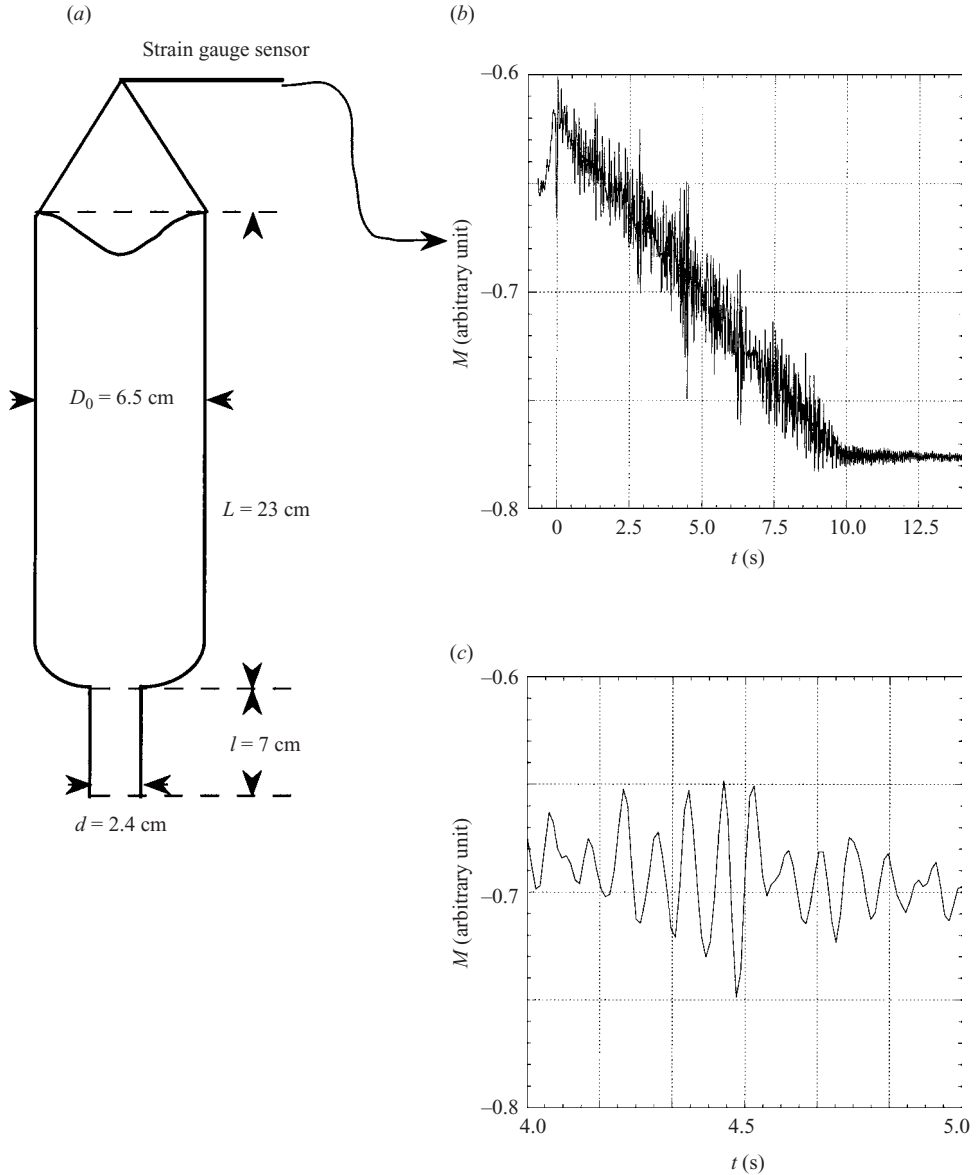 (a)
Strain gauge sensor
D0 = 6.5 cm
L = 23 cm
l = 7 cm
d = 2.4 cm
(b)
–0.6
–0.7
–0.8
M (arbitrary unit)
0 2.5 5.0 7.5 10.0 12.5
t (s)
(c)
–0.6
–0.7
–0.8
M (arbitrary unit)
4.0 4.5 5.0
t (s)